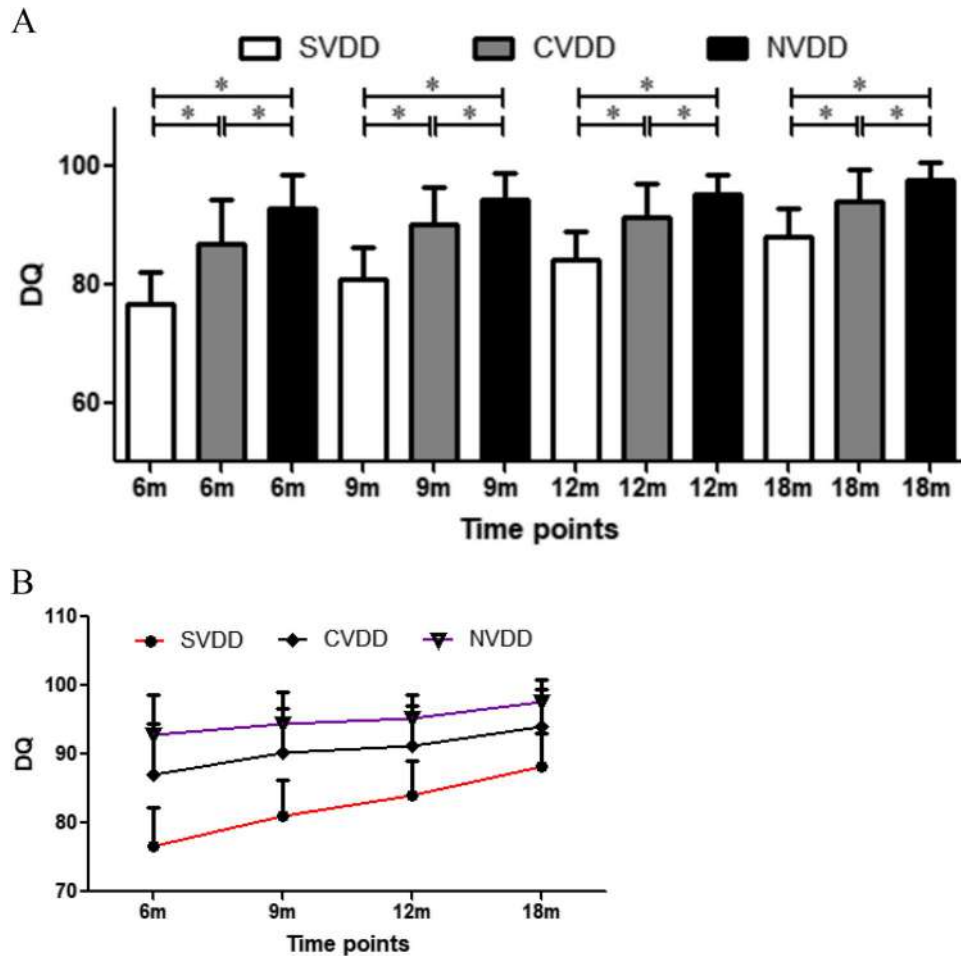 A
SVDD CVDD NVDD
* * * *
* * * * * * * *
100
80
60
DQ
6m 6m 6m 9m 9m 9m 12m 12m 12m 18m 18m 18m
Time points
B
110
SVDD CVDD NVDD
100
90
80
70
DQ
6m 9m 12m 18m
Time points